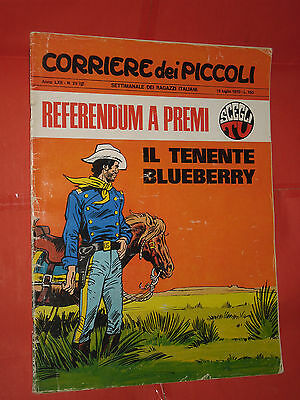 CORRIERE dei PICCOLI
SETTIMANALE DEI RAGAZZI ITALIANI
REFERENDUM A PREMI
SCEGLI
TU
IL TENENTE
BLUEBERRY